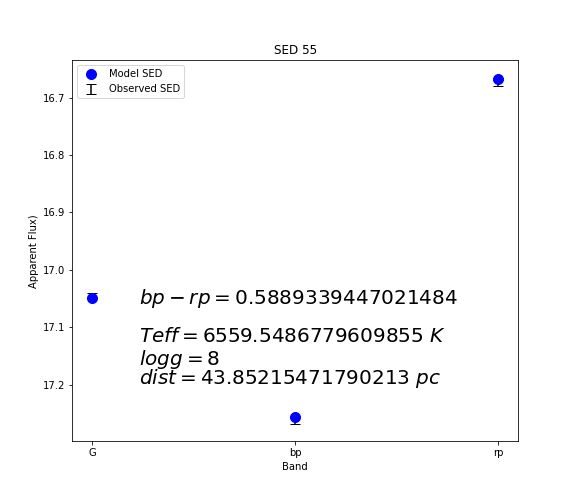 SED 55
Model SED
Observed SED
16.7
16.8
16.9
17.0
17.1
17.2
Apparent Flux)
bp − rp = 0.5889339447021484
Teff = 6559.5486779609855 K
logg = 8
dist = 43.85215471790213 pc
G
bp
rp
Band